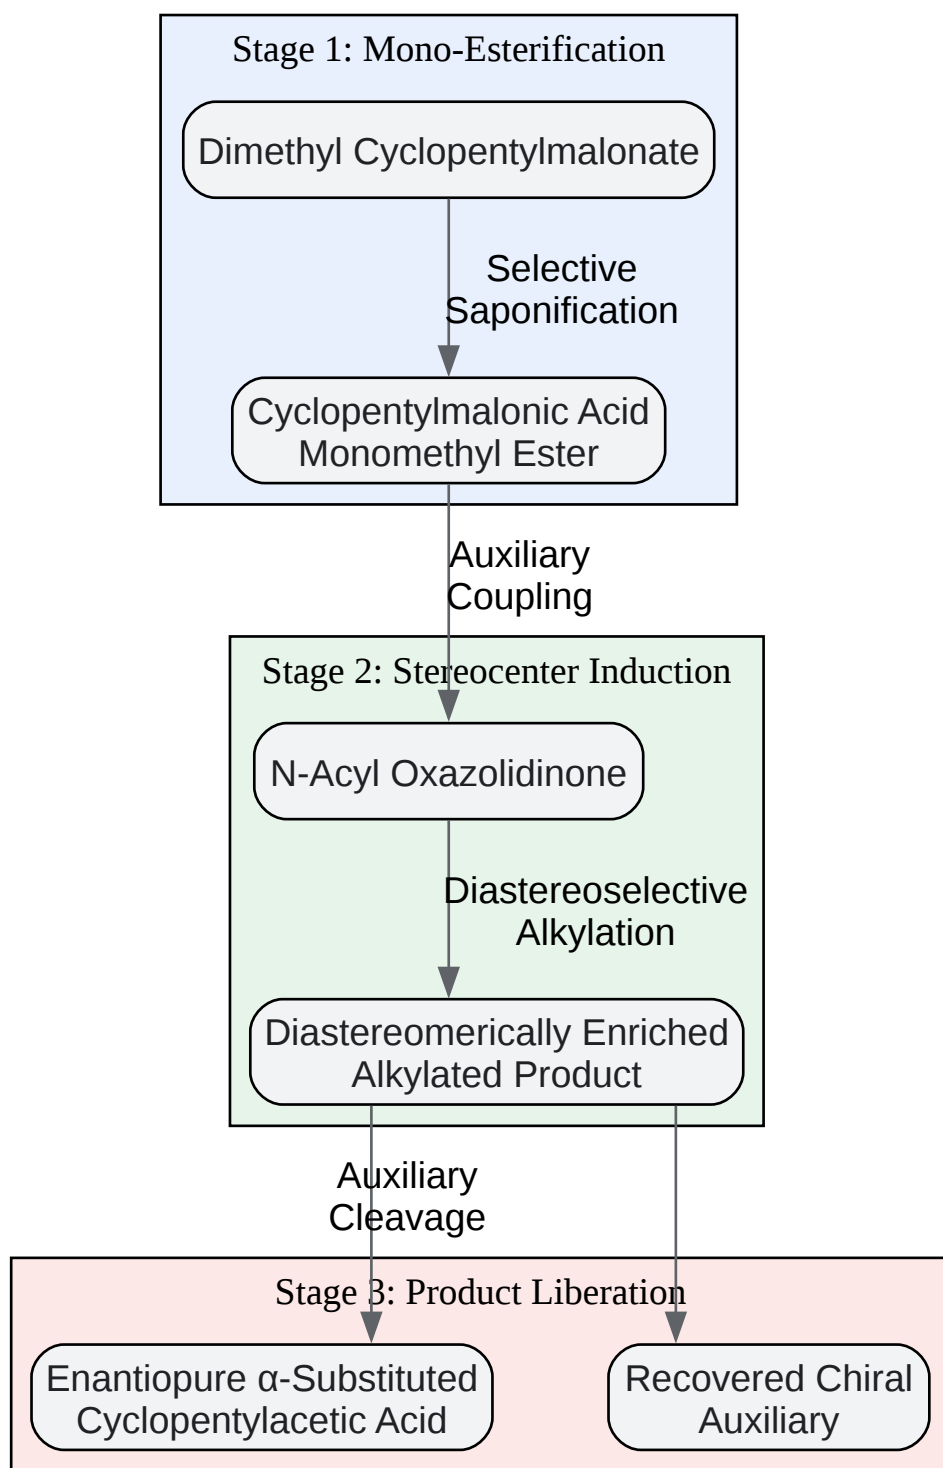 Stage 1: Mono-Esterification
Dimethyl Cyclopentylmalonate
Selective
Saponification
Cyclopentylmalonic Acid
Monomethyl Ester
Auxiliary
Coupling
Stage 2: Stereocenter Induction
N-Acyl Oxazolidinone
Diastereoselective
Alkylation
Diastereomerically Enriched
Alkylated Product
Auxiliary
Cleavage
Stage 3: Product Liberation
Enantiopure α-Substituted
Cyclopentylacetic Acid
Recovered Chiral
Auxiliary